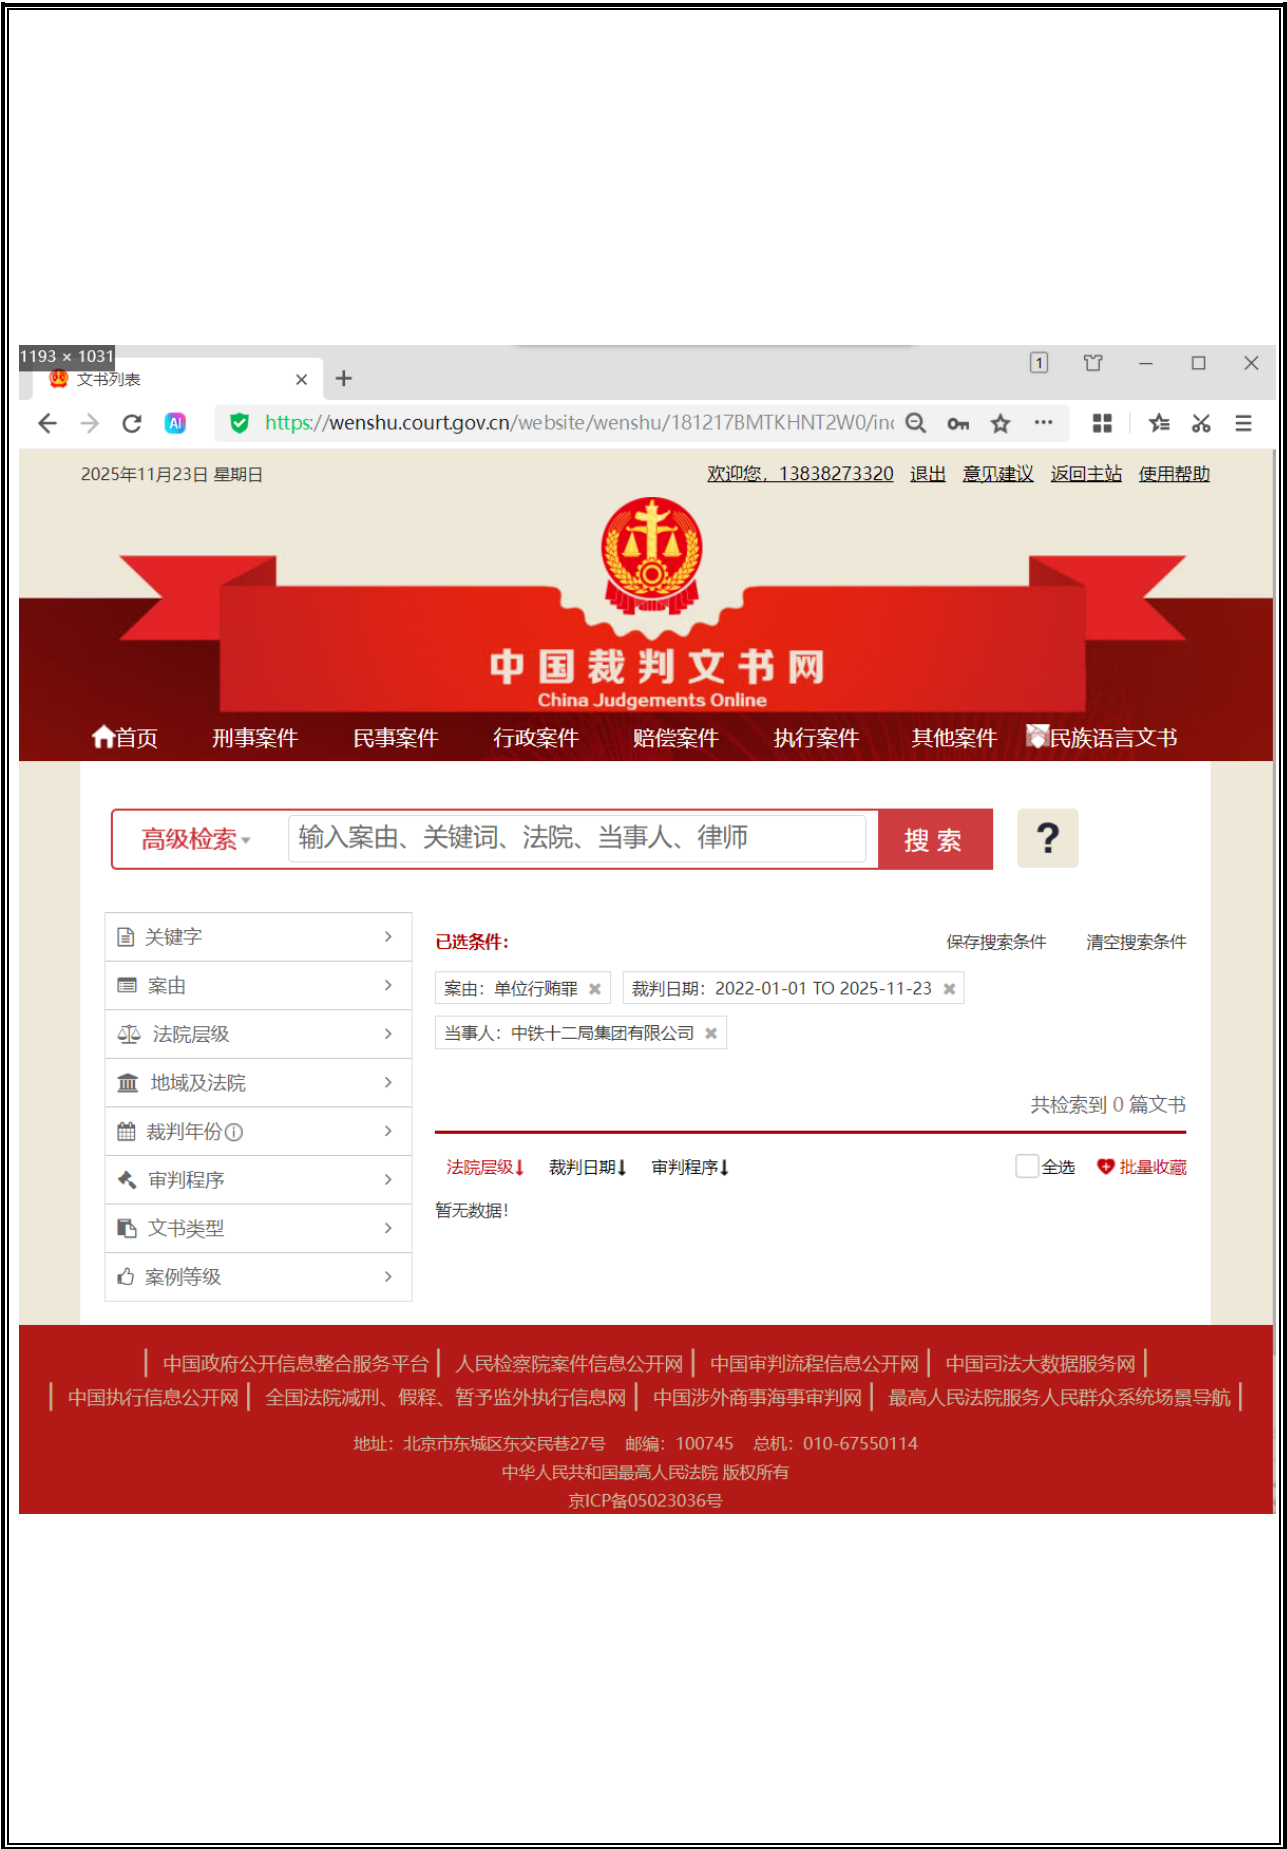 1193 × 1031
文书列表
1
AI
https://wenshu.court.gov.cn/website/wenshu/181217BMTKHNT2W0/inc
2025年11月23日 星期日
欢迎您，13838273320 退出 意见建议 返回主站 使用帮助
中国裁判文书网
China Judgements Online
首页 刑事案件 民事案件 行政案件 赔偿案件 执行案件 其他案件 民族语言文书
高级检索 输入案由、关键词、法院、当事人、律师 搜索 ?
关键字
案由
法院层级
地域及法院
裁判年份
审判程序
文书类型
案例等级
已选条件： 保存搜索条件 清空搜索条件
案由：单位行贿罪 裁判日期：2022-01-01 TO 2025-11-23
当事人：中铁十二局集团有限公司
共检索到 0 篇文书
法院层级 裁判日期 审判程序 全选 批量收藏
暂无数据！
中国政府公开信息整合服务平台 人民检察院案件信息公开网 中国审判流程信息公开网 中国司法大数据服务网
中国执行信息公开网 全国法院减刑、假释、暂予监外执行信息网 中国涉外商事海事审判网 最高人民法院服务人民群众系统场景导航
地址：北京市东城区东交民巷27号 邮编：100745 总机：010-67550114
中华人民共和国最高人民法院 版权所有
京ICP备05023036号